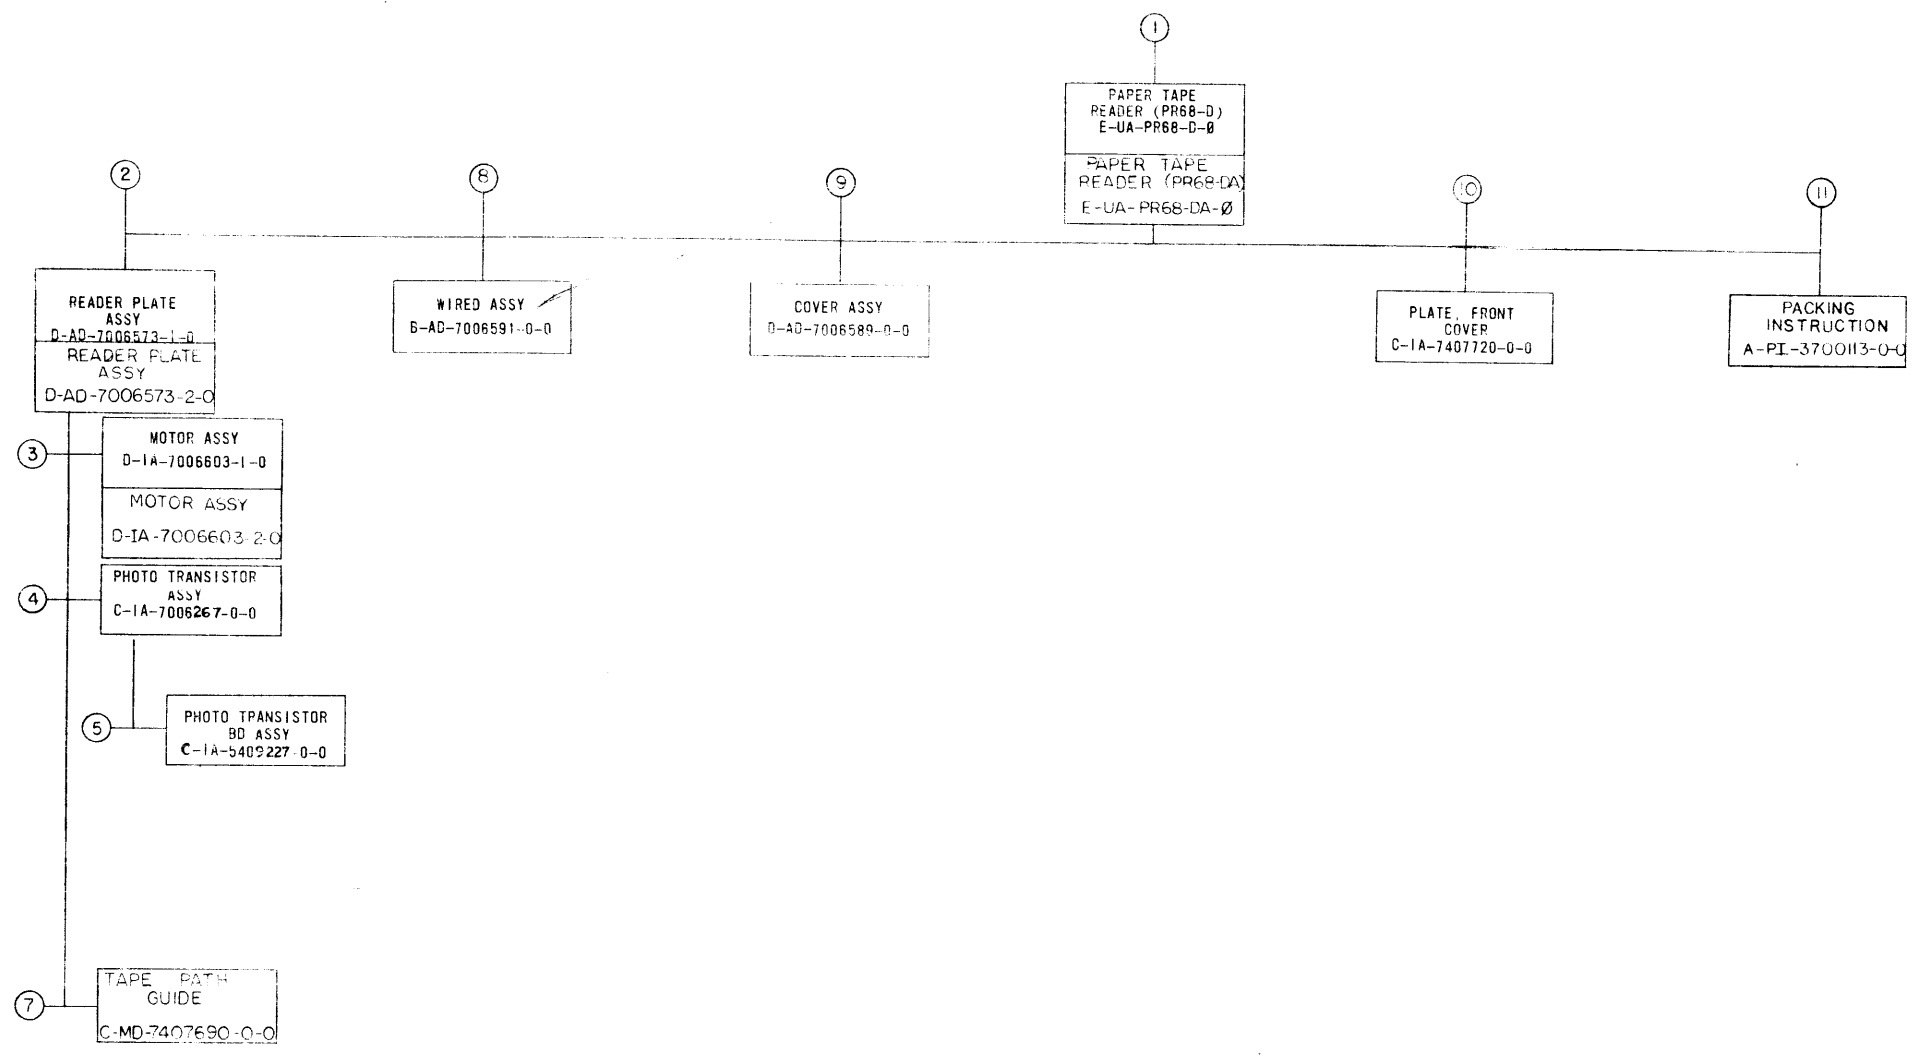 1
PAPER TAPE
READER (PR68-D)
E-UA-PR68-D-Ø
PAPER TAPE
READER (PR68-DA)
E-UA-PR68-DA-Ø
2
READER PLATE
ASSY
D-AD-7006573-1-0
READER PLATE
ASSY
D-AD-7006573-2-0
8
WIRED ASSY
B-AD-7006591-0-0
9
COVER ASSY
D-AD-7006589-0-0
10
PLATE, FRONT
COVER
C-IA-7407720-0-0
11
PACKING
INSTRUCTION
A-PI-3700113-0-0
3
MOTOR ASSY
D-IA-7006603-1-0
MOTOR ASSY
D-IA-7006603-2-0
4
PHOTO TRANSISTOR
ASSY
C-IA-7006267-0-0
5
PHOTO TRANSISTOR
BD ASSY
C-IA-5409227-0-0
7
TAPE PATH
GUIDE
C-MD-7407690-0-0